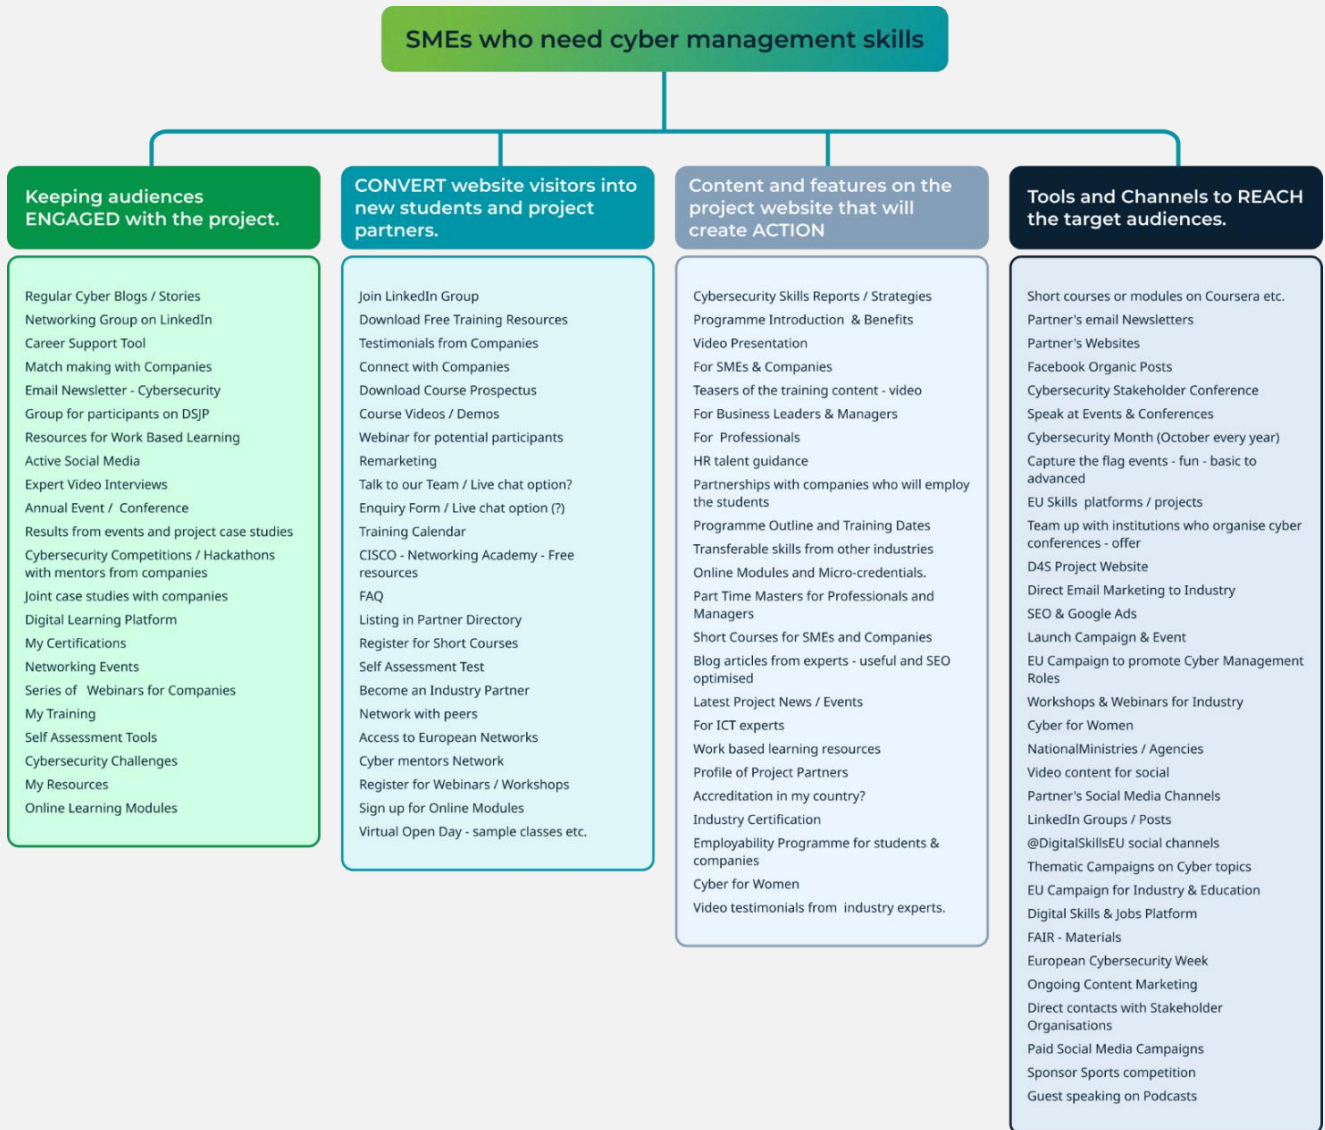 SMEs who need cyber management skills
Keeping audiences
ENGAGED with the project.
Regular Cyber Blogs / Stories
Networking Group on LinkedIn
Career Support Tool
Match making with Companies
Email Newsletter - Cybersecurity
Group for participants on DSJP
Resources for Work Based Learning
Active Social Media
Expert Video Interviews
Annual Event / Conference
Results from events and project case studies
Cybersecurity Competitions / Hackathons
with mentors from companies
Joint case studies with companies
Digital Learning Platform
My Certifications
Networking Events
Series of Webinars for Companies
My Training
Self Assessment Tools
Cybersecurity Challenges
My Resources
Online Learning Modules
CONVERT website visitors into
new students and project
partners.
Join LinkedIn Group
Download Free Training Resources
Testimonials from Companies
Connect with Companies
Download Course Prospectus
Course Videos / Demos
Webinar for potential participants
Remarketing
Talk to our Team / Live chat option?
Enquiry Form / Live chat option (?)
Training Calendar
CISCO - Networking Academy - Free
resources
FAQ
Listing in Partner Directory
Register for Short Courses
Self Assessment Test
Become an Industry Partner
Network with peers
Access to European Networks
Cyber mentors Network
Register for Webinars / Workshops
Sign up for Online Modules
Virtual Open Day - sample classes etc.
Content and features on the
project website that will
create ACTION
Cybersecurity Skills Reports / Strategies
Programme Introduction & Benefits
Video Presentation
For SMEs & Companies
Teasers of the training content - video
For Business Leaders & Managers
For Professionals
HR talent guidance
Partnerships with companies who will employ
the students
Programme Outline and Training Dates
Transferable skills from other industries
Online Modules and Micro-credentials.
Part Time Masters for Professionals and
Managers
Short Courses for SMEs and Companies
Blog articles from experts - useful and SEO
optimised
Latest Project News / Events
For ICT experts
Work based learning resources
Profile of Project Partners
Accreditation in my country?
Industry Certification
Employability Programme for students &
companies
Cyber for Women
Video testimonials from industry experts.
Tools and Channels to REACH
the target audiences.
Short courses or modules on Coursera etc.
Partner's email Newsletters
Partner's Websites
Facebook Organic Posts
Cybersecurity Stakeholder Conference
Speak at Events & Conferences
Cybersecurity Month (October every year)
Capture the flag events - fun - basic to
advanced
EU Skills platforms / projects
Team up with institutions who organise cyber
conferences - offer
D4S Project Website
Direct Email Marketing to Industry
SEO & Google Ads
Launch Campaign & Event
EU Campaign to promote Cyber Management
Roles
Workshops & Webinars for Industry
Cyber for Women
NationalMinistries / Agencies
Video content for social
Partner's Social Media Channels
LinkedIn Groups / Posts
@DigitalSkillsEU social channels
Thematic Campaigns on Cyber topics
EU Campaign for Industry & Education
Digital Skills & Jobs Platform
FAIR - Materials
European Cybersecurity Week
Ongoing Content Marketing
Direct contacts with Stakeholder
Organisations
Paid Social Media Campaigns
Sponsor Sports competition
Guest speaking on Podcasts